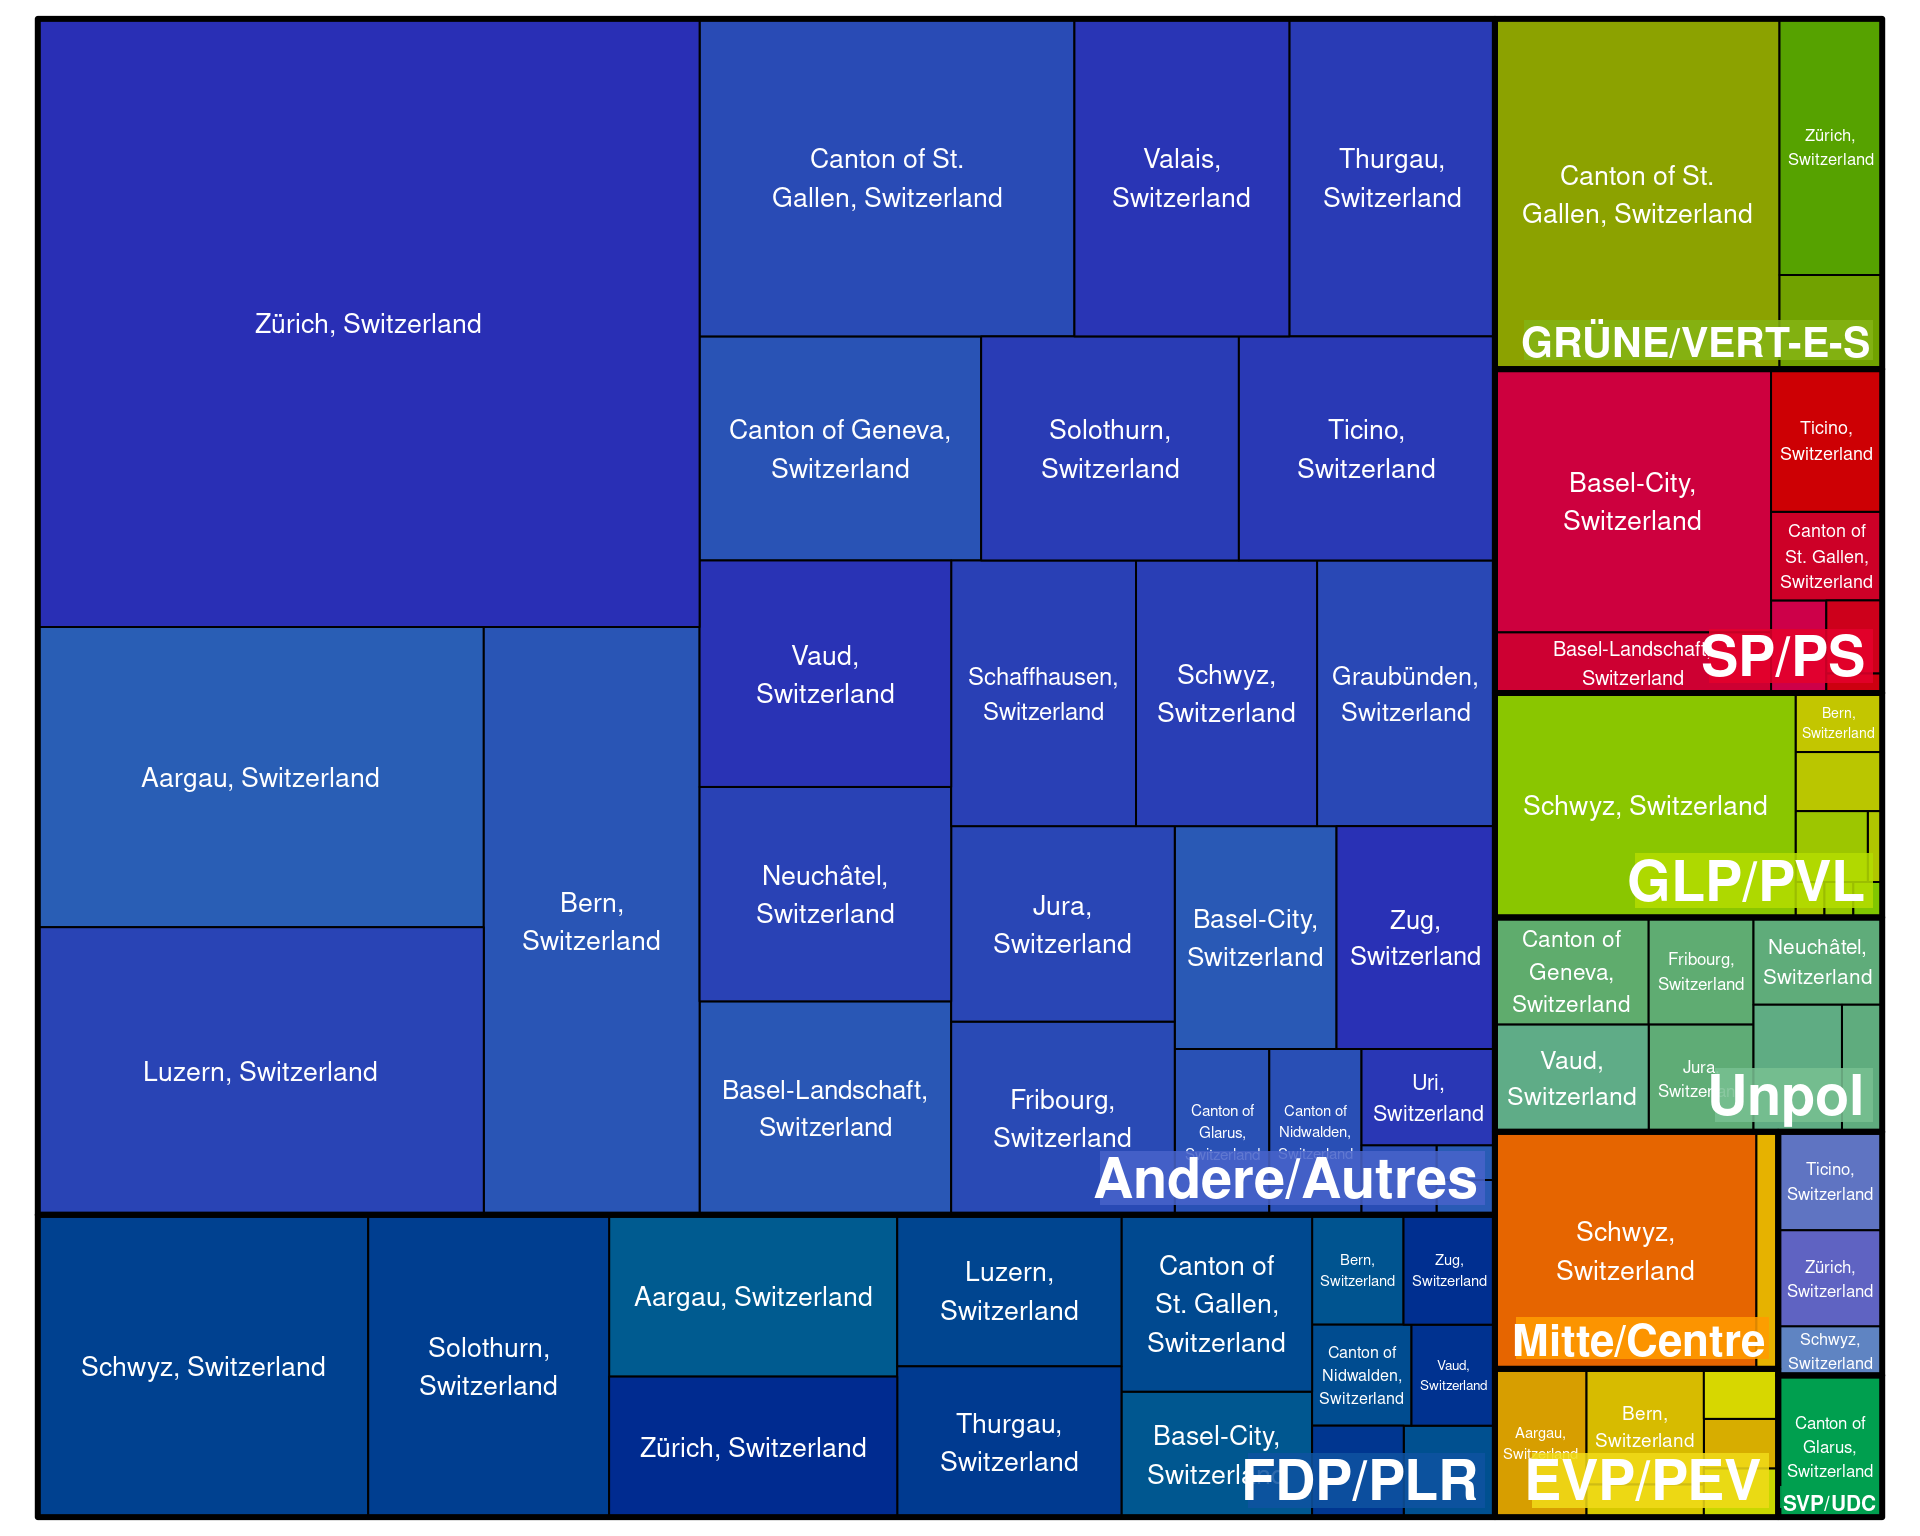 Zürich, Switzerland
Aargau, Switzerland
Luzern, Switzerland
Bern,
Switzerland
Canton of St.
Gallen, Switzerland
Valais,
Switzerland
Thurgau,
Switzerland
Canton of Geneva,
Switzerland
Solothurn,
Switzerland
Ticino,
Switzerland
Vaud,
Switzerland
Neuchâtel,
Switzerland
Basel-Landschaft,
Switzerland
Schaffhausen,
Switzerland
Schwyz,
Switzerland
Graubünden,
Switzerland
Jura,
Switzerland
Fribourg,
Switzerland
Basel-City,
Switzerland
Zug,
Switzerland
Canton of
Glarus,
Switzerland
Canton of
Nidwalden,
Switzerland
Uri,
Switzerland
Andere/Autres
Schwyz, Switzerland
Solothurn,
Switzerland
Aargau, Switzerland
Zürich, Switzerland
Luzern,
Switzerland
Thurgau,
Switzerland
Canton of
St. Gallen,
Switzerland
Basel-City,
Switzerland
Bern,
Switzerland
Zug,
Switzerland
Canton of
Nidwalden,
Switzerland
Vaud,
Switzerland
FDP/PLR
Canton of St.
Gallen, Switzerland
Zürich,
Switzerland
GRÜNE/VERT-E-S
Basel-City,
Switzerland
Ticino,
Switzerland
Canton of
St. Gallen,
Switzerland
Basel-Landschaft,
Switzerland
SP/PS
Schwyz, Switzerland
Bern,
Switzerland
GLP/PVL
Canton of
Geneva,
Switzerland
Fribourg,
Switzerland
Neuchâtel,
Switzerland
Vaud,
Switzerland
Jura,
Switzerland
Unpol
Schwyz,
Switzerland
Mitte/Centre
Ticino,
Switzerland
Zürich,
Switzerland
Schwyz,
Switzerland
Aargau,
Switzerland
Bern,
Switzerland
EVP/PEV
Canton of
Glarus,
Switzerland
SVP/UDC